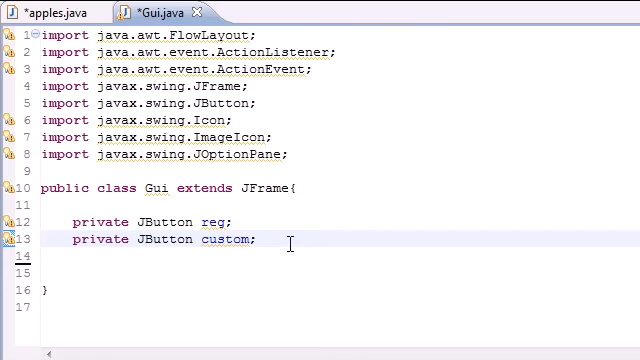 *apples.java *Gui.java
1 import java.awt.FlowLayout;
2 import java.awt.event.ActionListener;
3 import java.awt.event.ActionEvent;
4 import javax.swing.JFrame;
5 import javax.swing.JButton;
6 import javax.swing.Icon;
7 import javax.swing.ImageIcon;
8 import javax.swing.JOptionPane;
9
10 public class Gui extends JFrame{
11
12 private JButton reg;
13 private JButton custom;
14
15
16 }
17